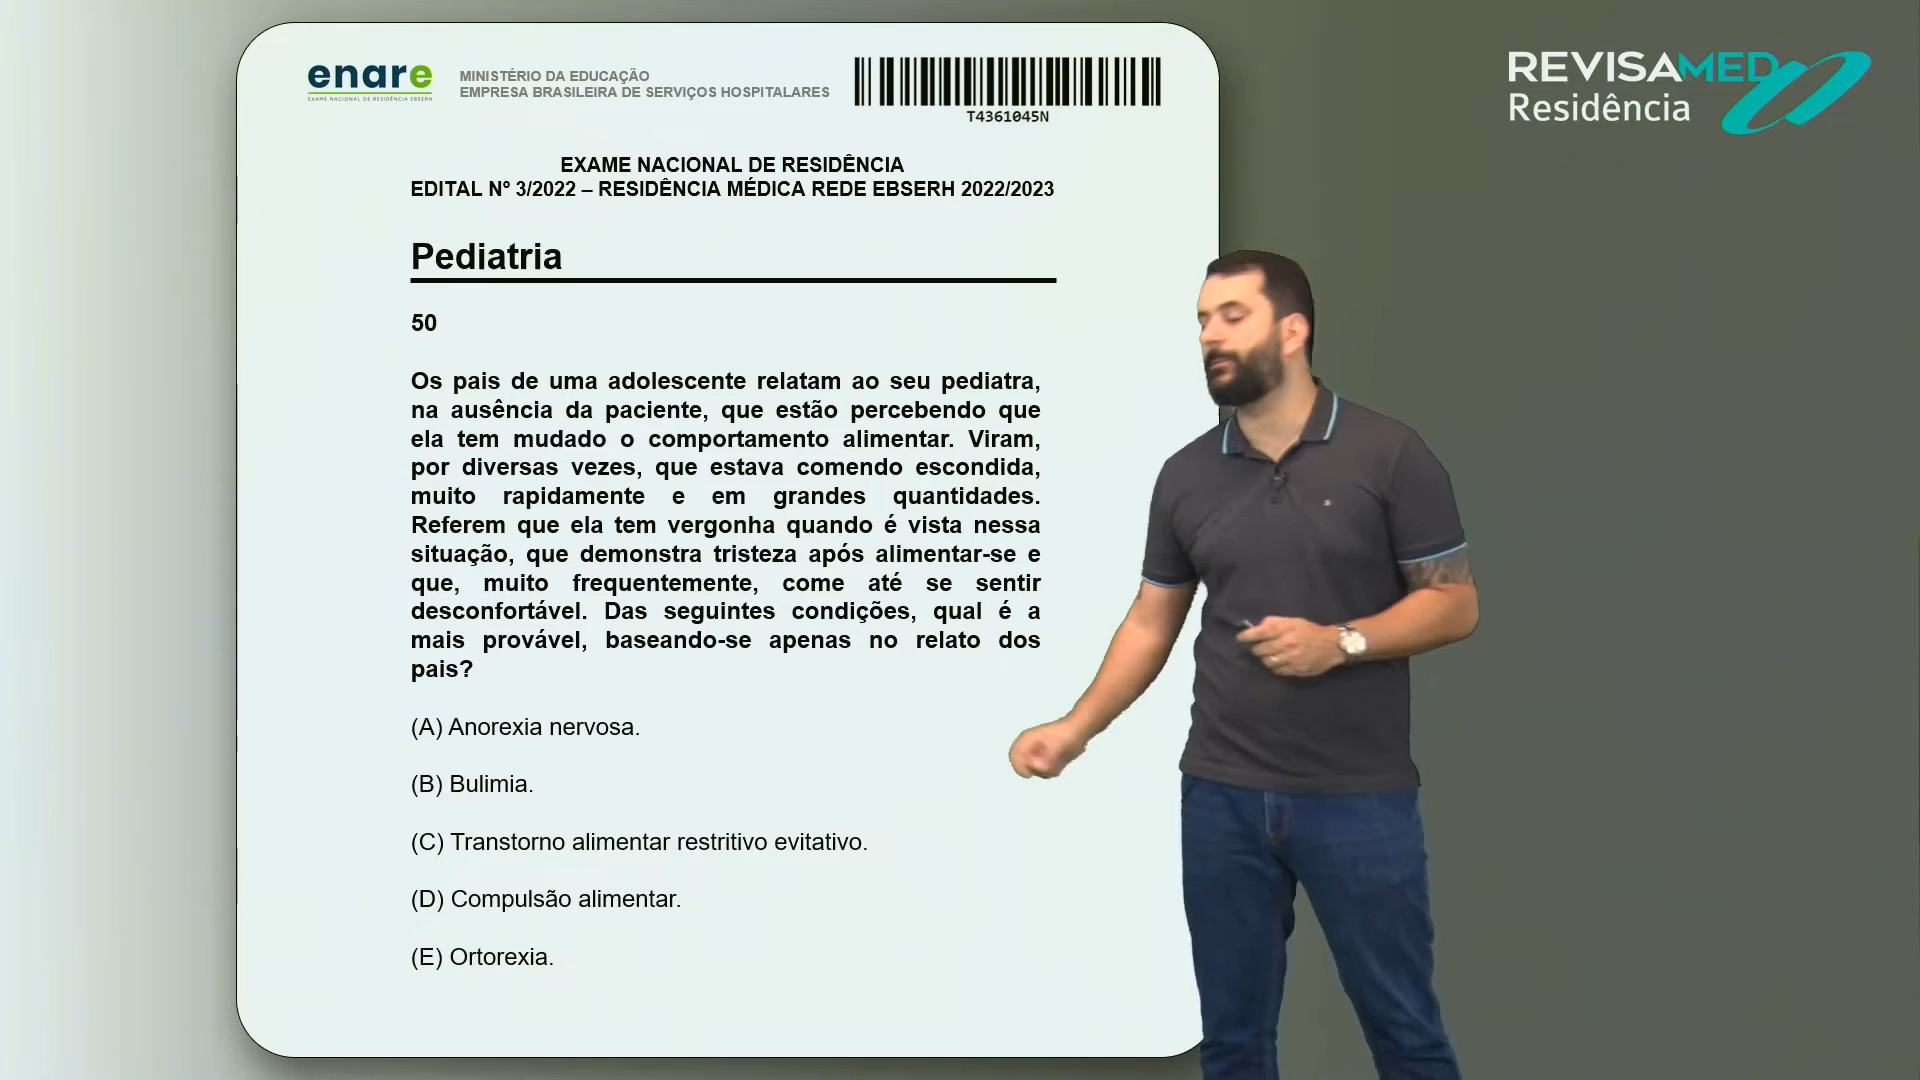 enare
EXAME NACIONAL DE RESIDÊNCIA EBSERH
MINISTÉRIO DA EDUCAÇÃO
EMPRESA BRASILEIRA DE SERVIÇOS HOSPITALARES
T4361045N
REVISAMED
Residência
EXAME NACIONAL DE RESIDÊNCIA
EDITAL Nº 3/2022 – RESIDÊNCIA MÉDICA REDE EBSERH 2022/2023
Pediatria
50
Os pais de uma adolescente relatam ao seu pediatra,
na ausência da paciente, que estão percebendo que
ela tem mudado o comportamento alimentar. Viram,
por diversas vezes, que estava comendo escondida,
muito rapidamente e em grandes quantidades.
Referem que ela tem vergonha quando é vista nessa
situação, que demonstra tristeza após alimentar-se e
que, muito frequentemente, come até se sentir
desconfortável. Das seguintes condições, qual é a
mais provável, baseando-se apenas no relato dos
pais?
(A) Anorexia nervosa.
(B) Bulimia.
(C) Transtorno alimentar restritivo evitativo.
(D) Compulsão alimentar.
(E) Ortorexia.